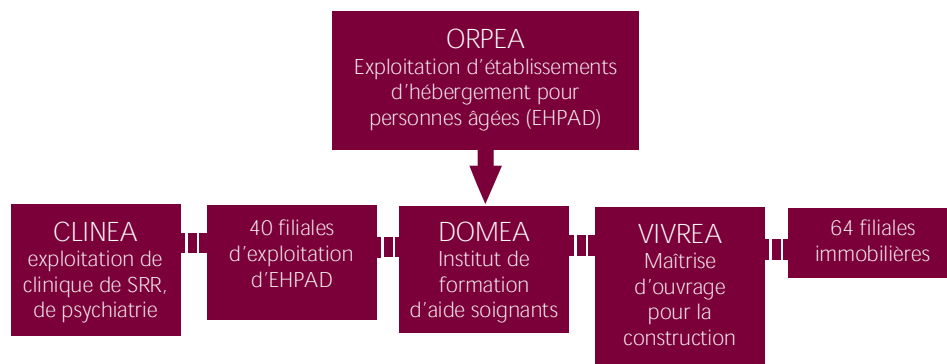 ORPEA
Exploitation d'établissements
d'hébergement pour
personnes âgées (EHPAD)
CLINEA
exploitation de
clinique de SRR,
de psychiatrie
40 filiales
d'exploitation
d'EHPAD
DOMEA
Institut de
formation
d'aide soignants
VIVREA
Maîtrise
d'ouvrage
pour la
construction
64 filiales
immobilières